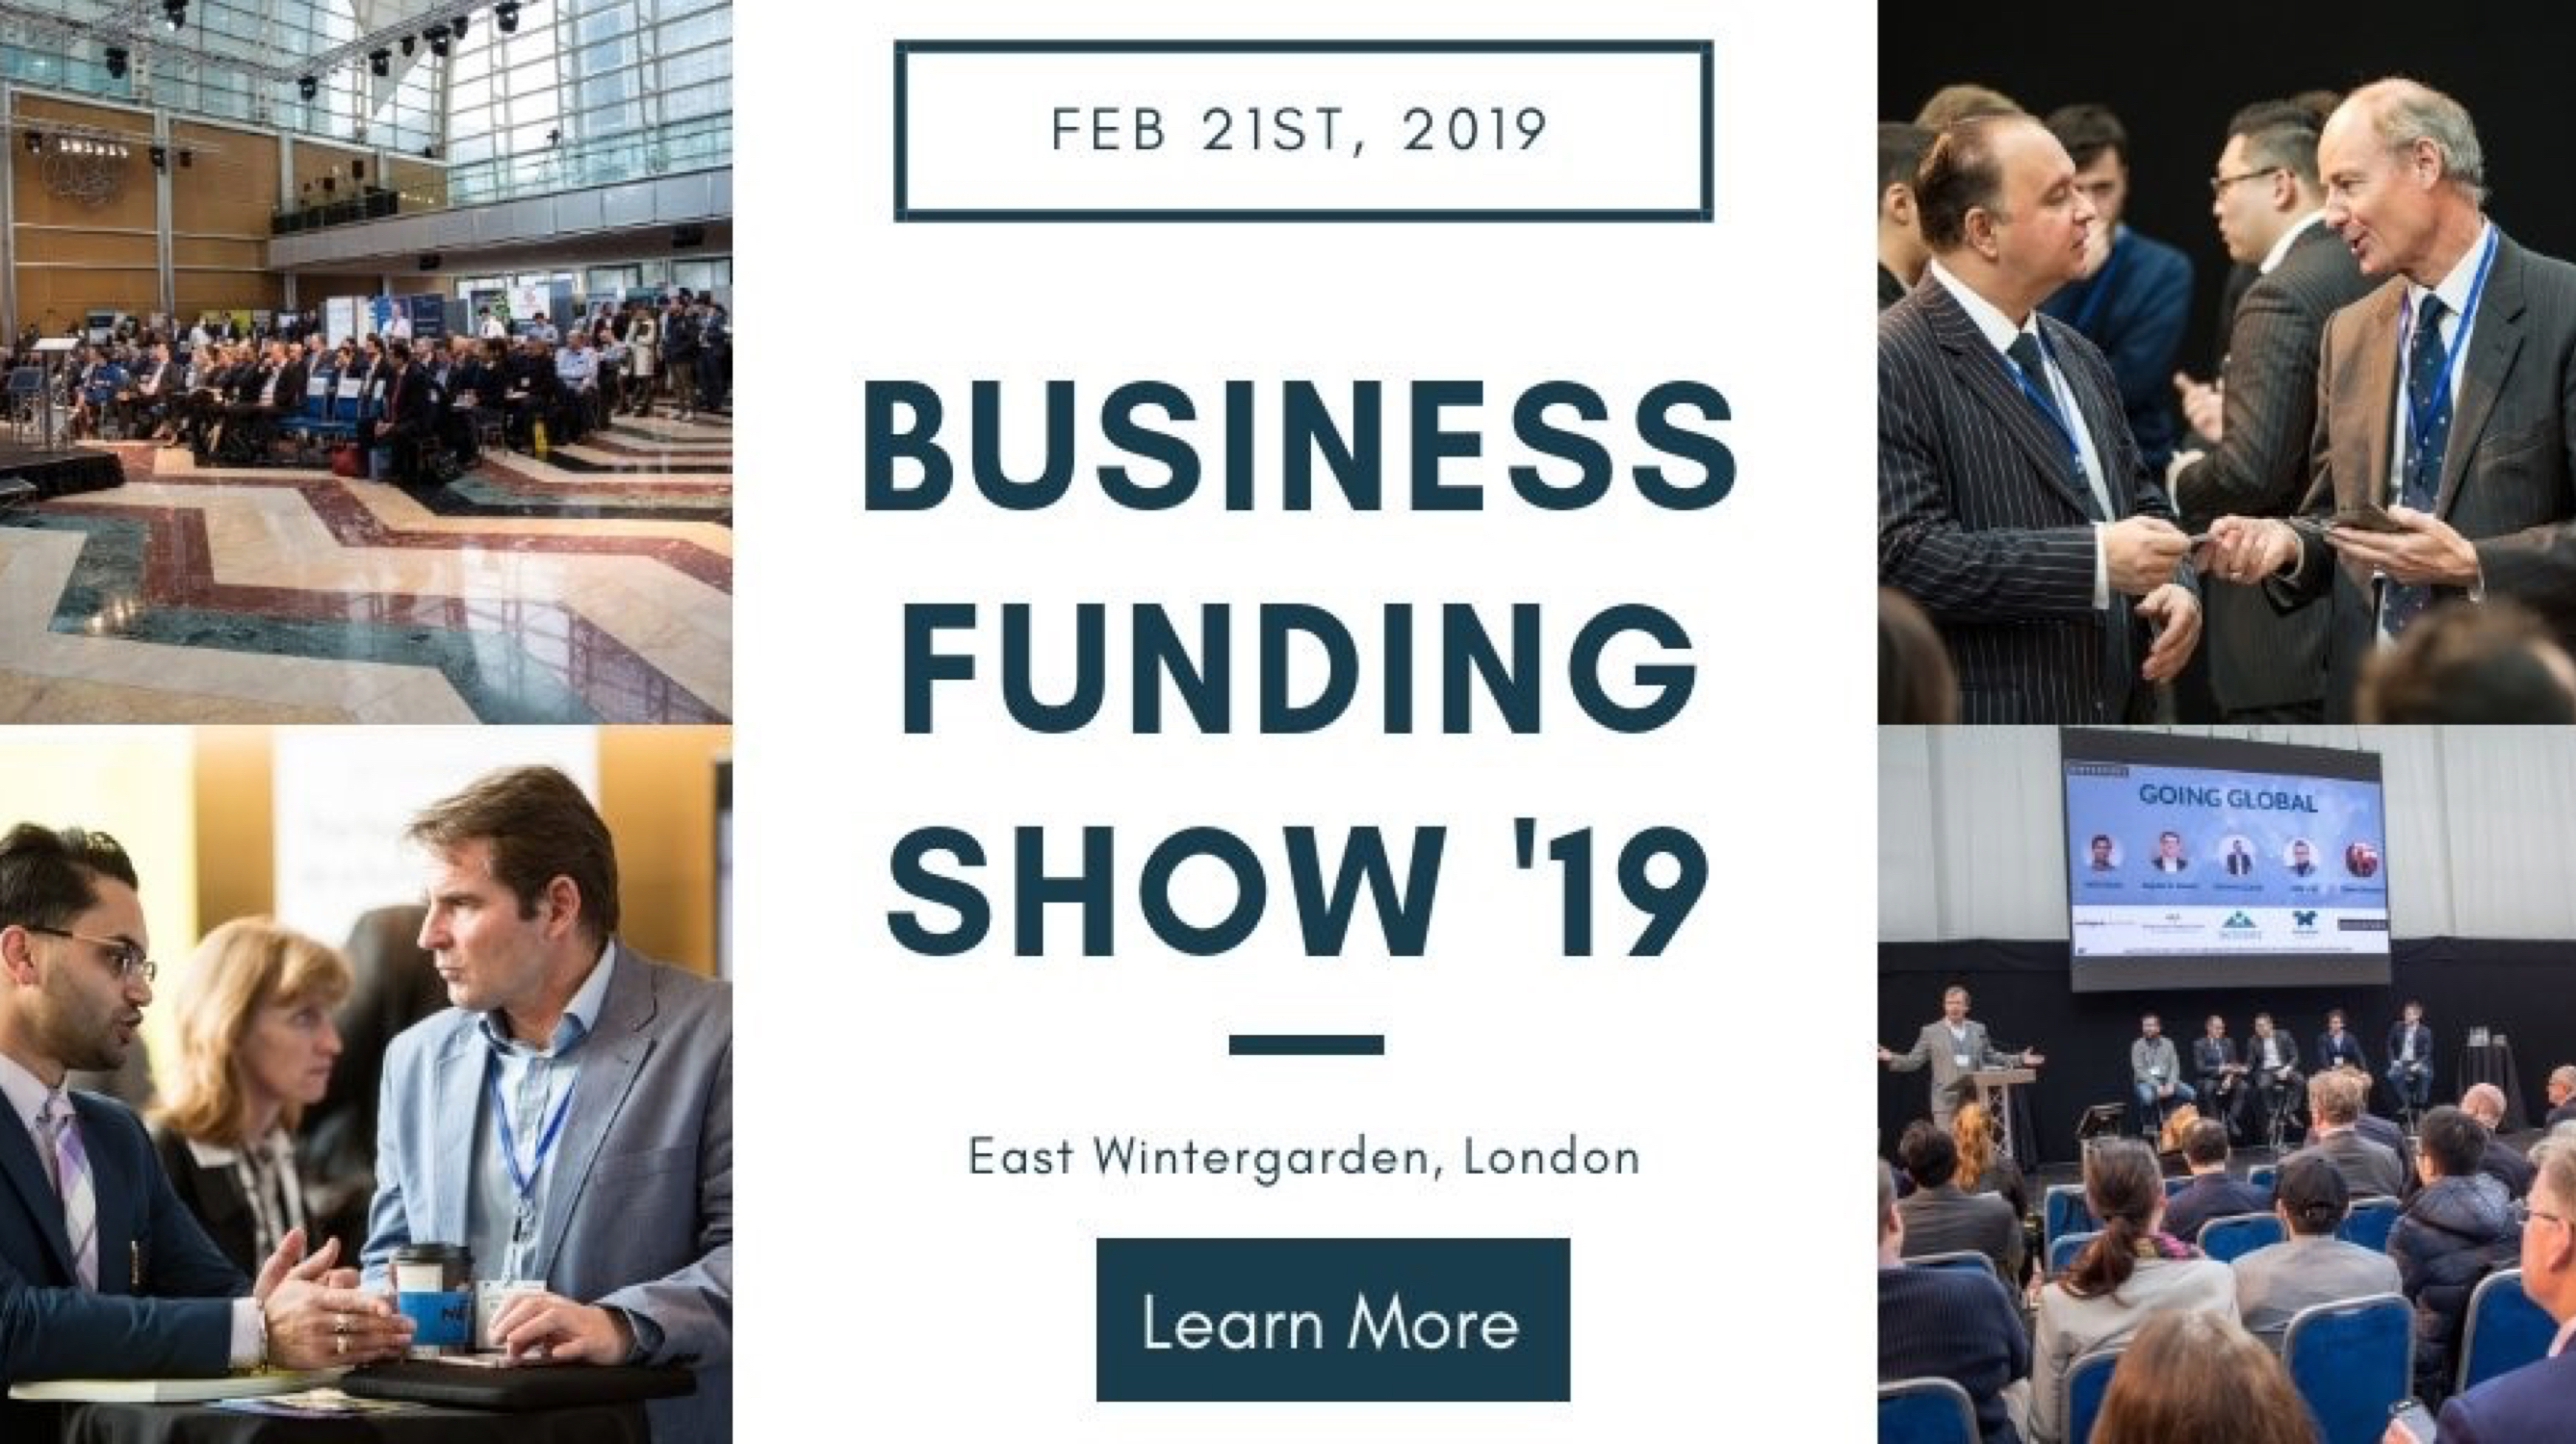 FEB 21ST, 2019
BUSINESS
FUNDING
SHOW '19
East Wintergarden, London
Learn More
GOING GLOBAL